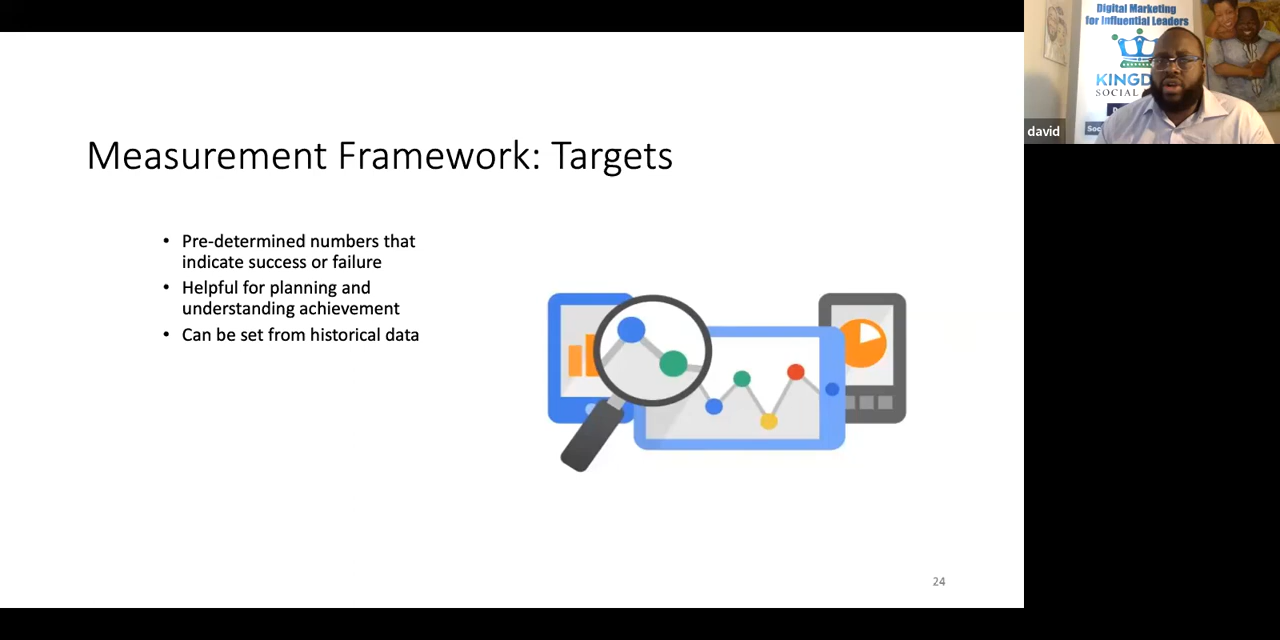 Measurement Framework: Targets
• Pre-determined numbers that
indicate success or failure
• Helpful for planning and
understanding achievement
• Can be set from historical data
24
Digital Marketing
for Influential Leaders
SOCIAL
david